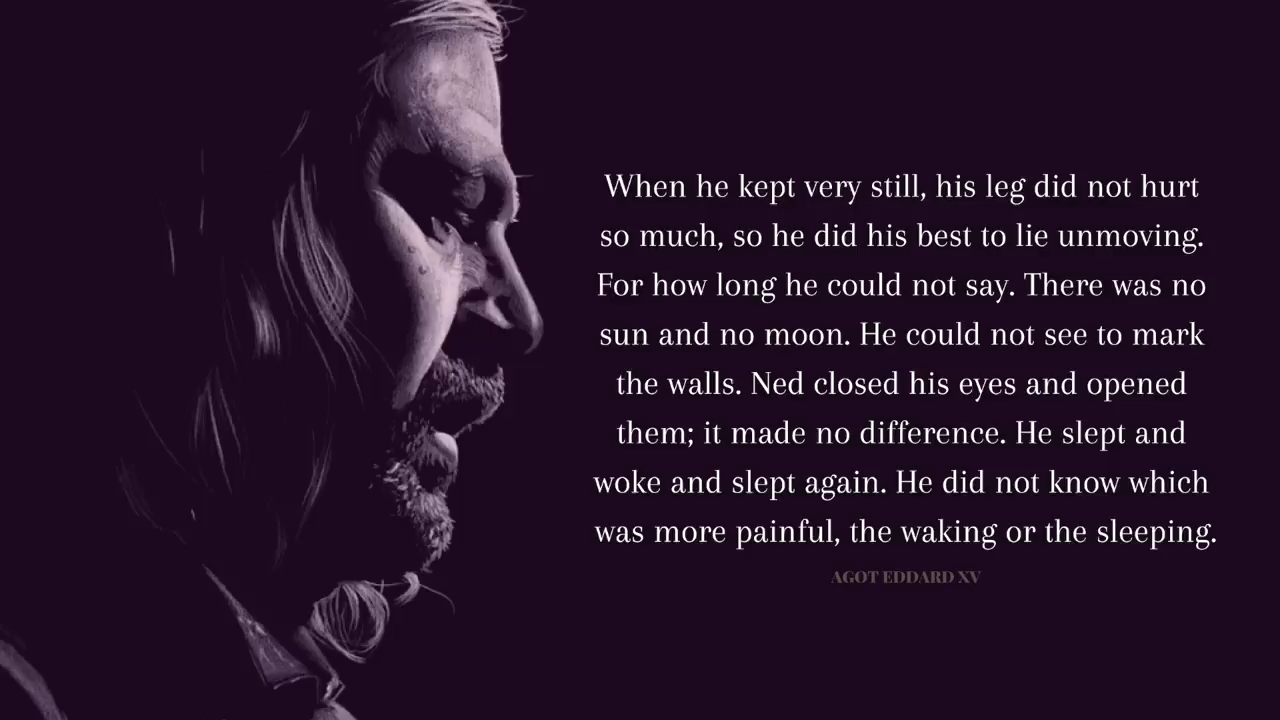 When he kept very still, his leg did not hurt
so much, so he did his best to lie unmoving.
For how long he could not say. There was no
sun and no moon. He could not see to mark
the walls. Ned closed his eyes and opened
them; it made no difference. He slept and
woke and slept again. He did not know which
was more painful, the waking or the sleeping.
AGOT EDDARD XV